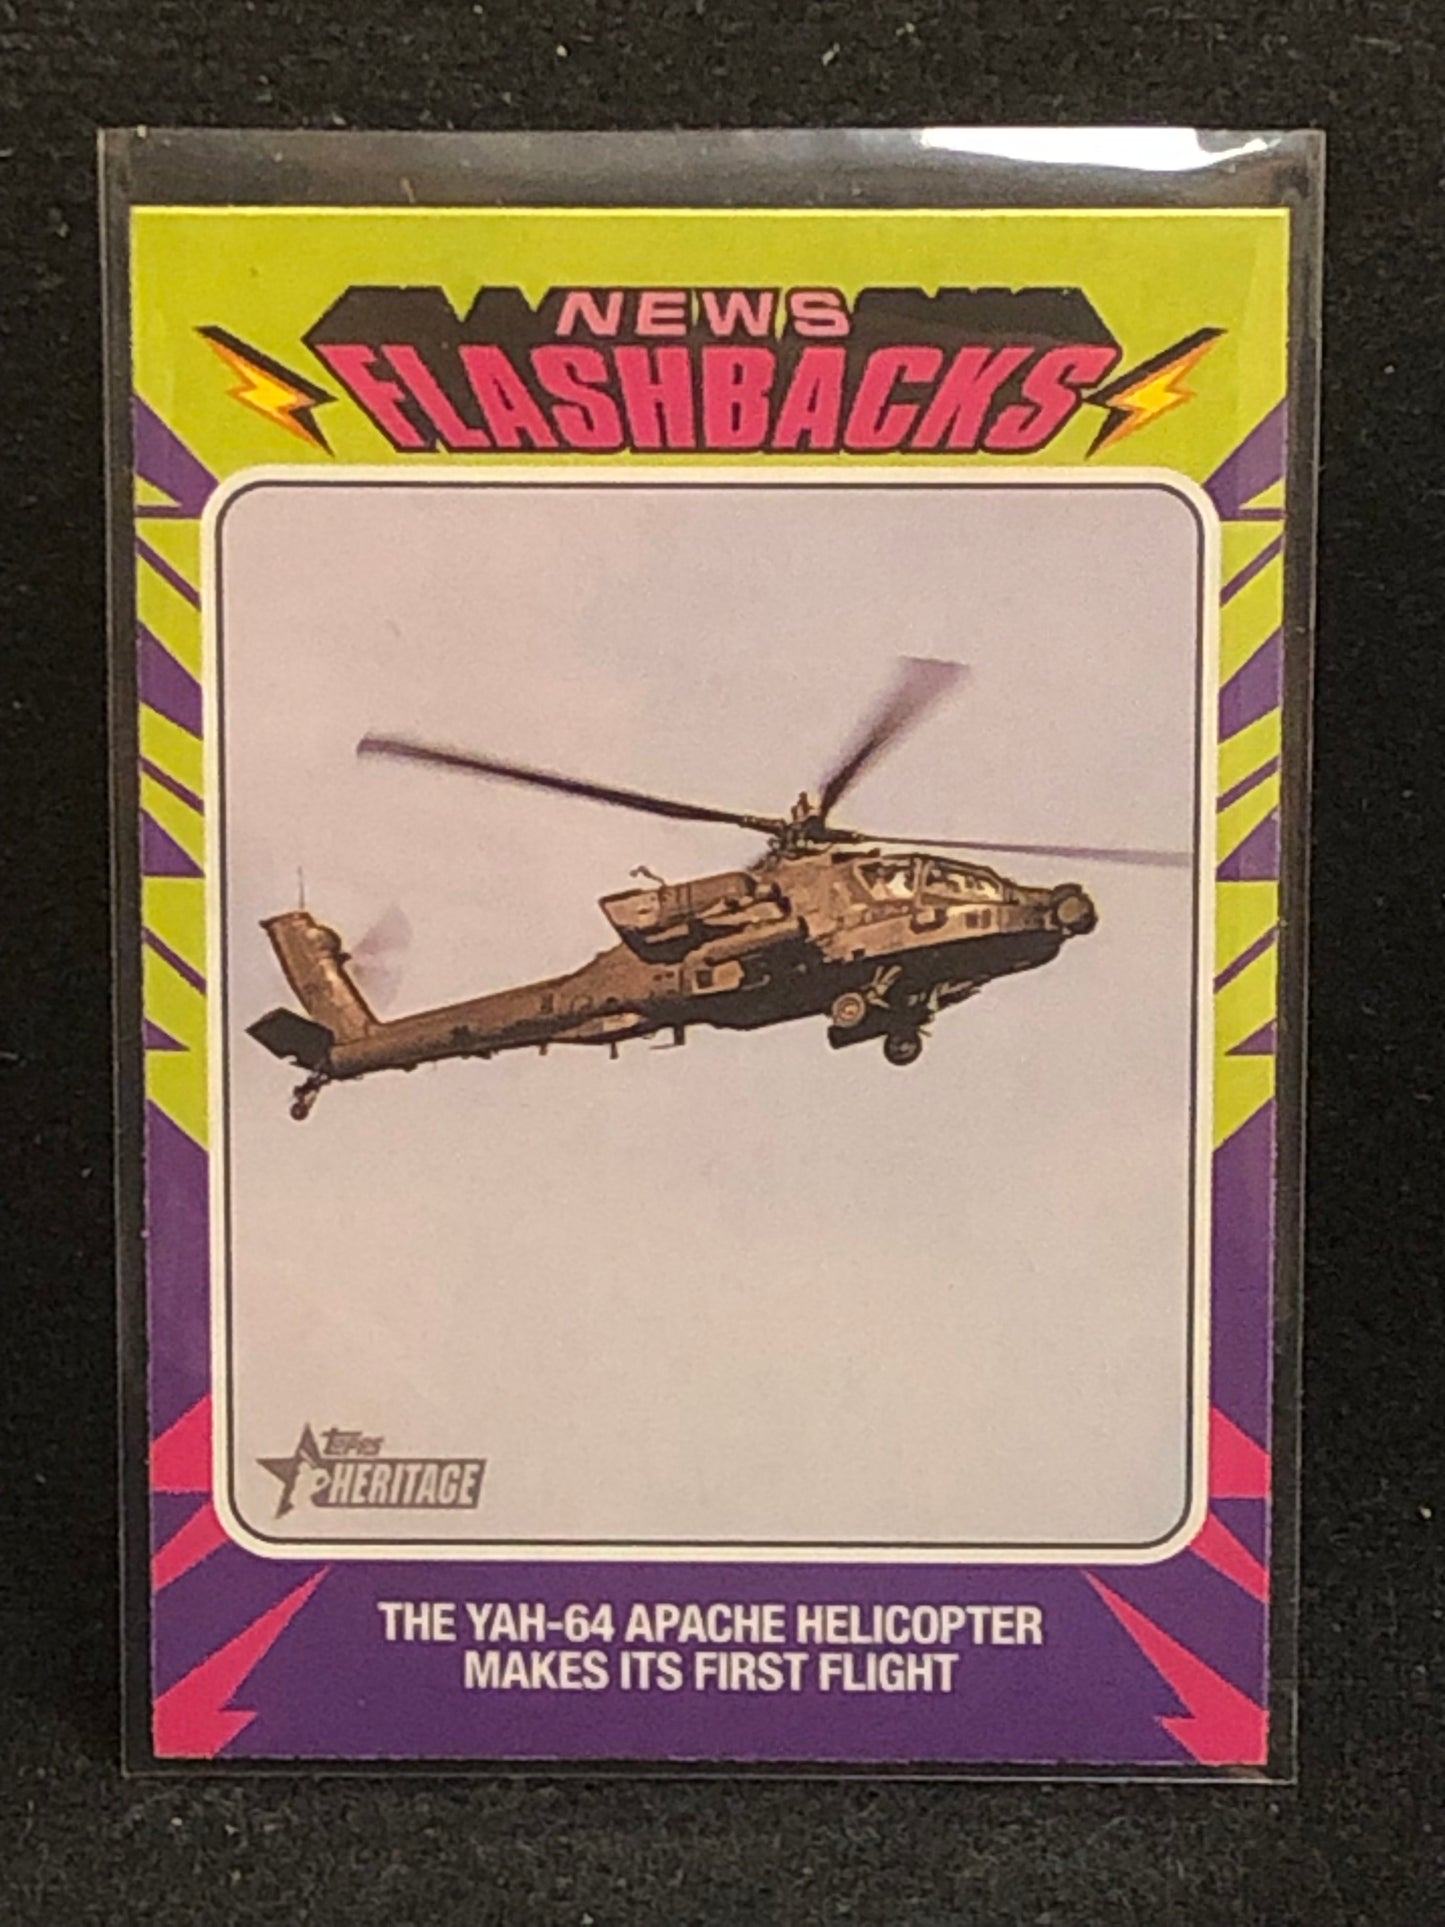 NEWS
FLASHBACKS
TOPPS
HERITAGE
THE YAH-64 APACHE HELICOPTER
MAKES ITS FIRST FLIGHT